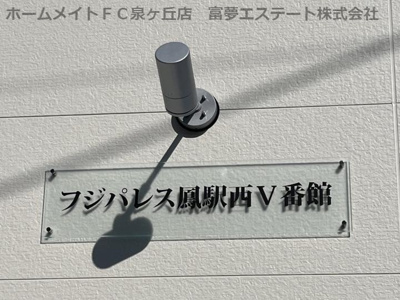 ホームメイトＦＣ泉ヶ丘店　富夢エステート株式会社
フジパレス鳳駅西Ⅴ番館